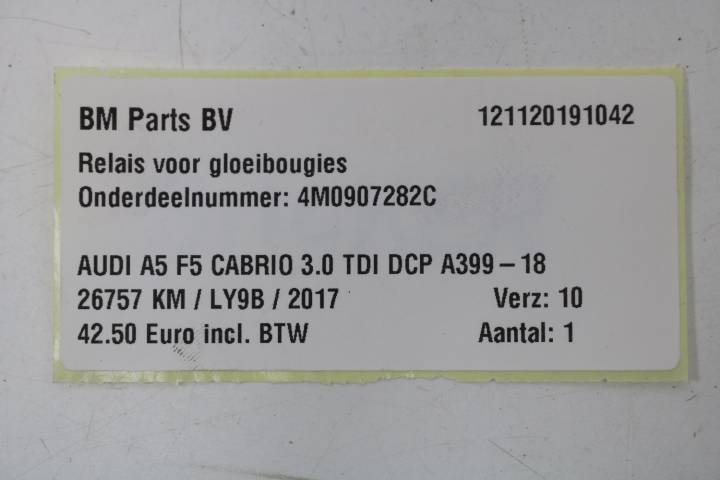 BM Parts BV 121120191042
Relais voor gloeibougies
Onderdeelnummer: 4M0907282C
AUDI A5 F5 CABRIO 3.0 TDI DCP A399 – 18
26757 KM / LY9B / 2017 Verz: 10
42.50 Euro incl. BTW Aantal: 1